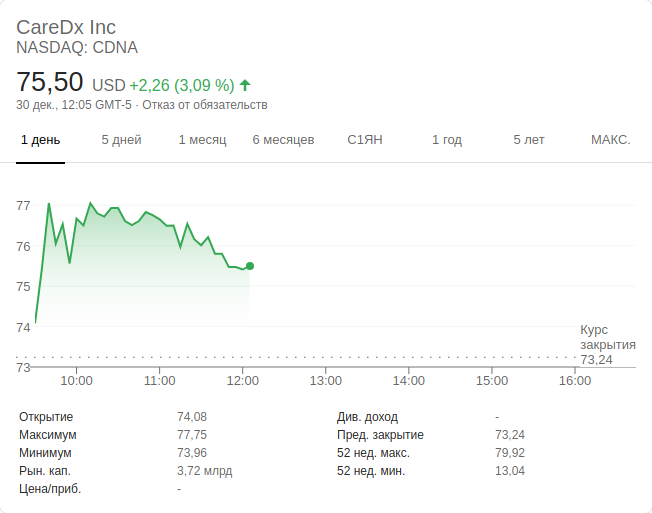 CareDx Inc
NASDAQ: CDNA
75,50 USD +2,26 (3,09 %)
30 дек., 12:05 GMT-5 · Отказ от обязательств
1 день 5 дней 1 месяц 6 месяцев С1ЯН 1 год 5 лет МАКС.
77
76
75
74
73
Курс
закрытия
73,24
10:00 11:00 12:00 13:00 14:00 15:00 16:00
Открытие 74,08 Див. доход -
Максимум 77,75 Пред. закрытие 73,24
Минимум 73,96 52 нед. макс. 79,92
Рын. кап. 3,72 млрд 52 нед. мин. 13,04
Цена/приб. -